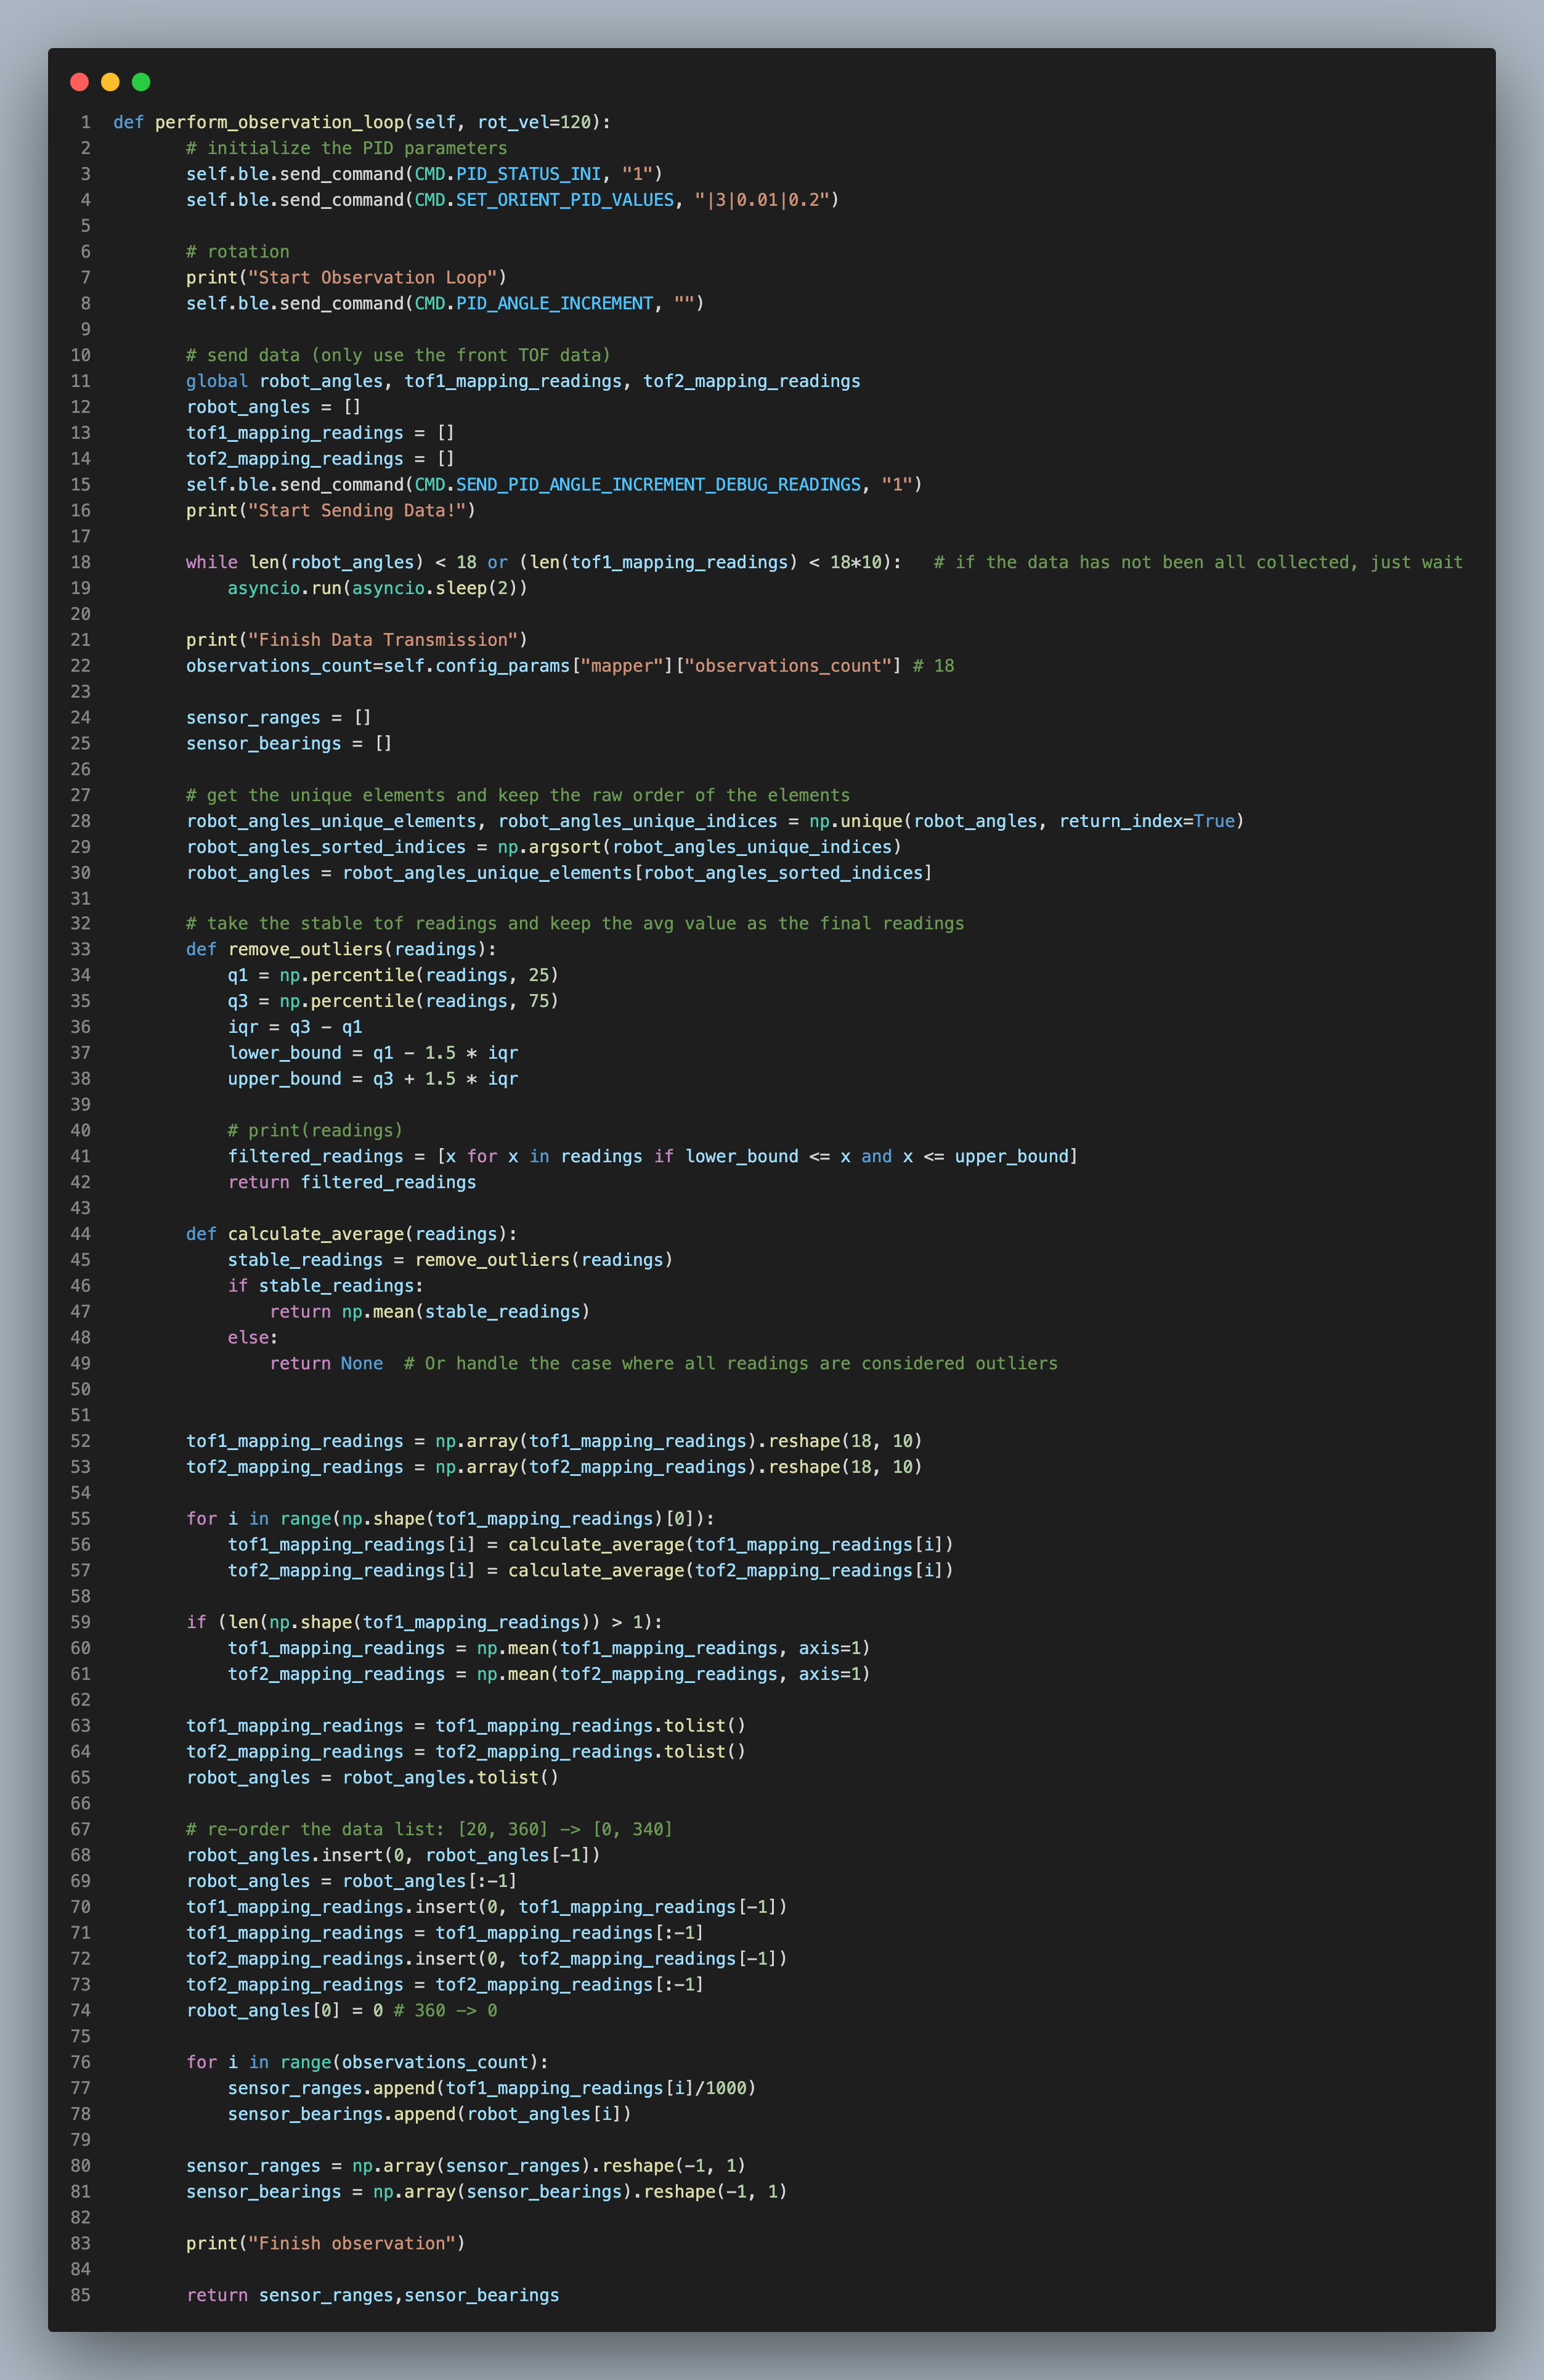 1 def perform_observation_loop(self, rot_vel=120):
2 # initialize the PID parameters
3 self.ble.send_command(CMD.PID_STATUS_INI, "1")
4 self.ble.send_command(CMD.SET_ORIENT_PID_VALUES, "|3|0.01|0.2")
5
6 # rotation
7 print("Start Observation Loop")
8 self.ble.send_command(CMD.PID_ANGLE_INCREMENT, "")
9
10 # send data (only use the front TOF data)
11 global robot_angles, tof1_mapping_readings, tof2_mapping_readings
12 robot_angles = []
13 tof1_mapping_readings = []
14 tof2_mapping_readings = []
15 self.ble.send_command(CMD.SEND_PID_ANGLE_INCREMENT_DEBUG_READINGS, "1")
16 print("Start Sending Data!")
17
18 while len(robot_angles) < 18 or (len(tof1_mapping_readings) < 18*10): # if the data has not been all collected, just wait
19 asyncio.run(asyncio.sleep(2))
20
21 print("Finish Data Transmission")
22 observations_count=self.config_params["mapper"]["observations_count"] # 18
23
24 sensor_ranges = []
25 sensor_bearings = []
26
27 # get the unique elements and keep the raw order of the elements
28 robot_angles_unique_elements, robot_angles_unique_indices = np.unique(robot_angles, return_index=True)
29 robot_angles_sorted_indices = np.argsort(robot_angles_unique_indices)
30 robot_angles = robot_angles_unique_elements[robot_angles_sorted_indices]
31
32 # take the stable tof readings and keep the avg value as the final readings
33 def remove_outliers(readings):
34 q1 = np.percentile(readings, 25)
35 q3 = np.percentile(readings, 75)
36 iqr = q3 - q1
37 lower_bound = q1 - 1.5 * iqr
38 upper_bound = q3 + 1.5 * iqr
39
40 # print(readings)
41 filtered_readings = [x for x in readings if lower_bound <= x and x <= upper_bound]
42 return filtered_readings
43
44 def calculate_average(readings):
45 stable_readings = remove_outliers(readings)
46 if stable_readings:
47 return np.mean(stable_readings)
48 else:
49 return None # Or handle the case where all readings are considered outliers
50
51
52 tof1_mapping_readings = np.array(tof1_mapping_readings).reshape(18, 10)
53 tof2_mapping_readings = np.array(tof2_mapping_readings).reshape(18, 10)
54
55 for i in range(np.shape(tof1_mapping_readings)[0]):
56 tof1_mapping_readings[i] = calculate_average(tof1_mapping_readings[i])
57 tof2_mapping_readings[i] = calculate_average(tof2_mapping_readings[i])
58
59 if (len(np.shape(tof1_mapping_readings)) > 1):
60 tof1_mapping_readings = np.mean(tof1_mapping_readings, axis=1)
61 tof2_mapping_readings = np.mean(tof2_mapping_readings, axis=1)
62
63 tof1_mapping_readings = tof1_mapping_readings.tolist()
64 tof2_mapping_readings = tof2_mapping_readings.tolist()
65 robot_angles = robot_angles.tolist()
66
67 # re-order the data list: [20, 360] -> [0, 340]
68 robot_angles.insert(0, robot_angles[-1])
69 robot_angles = robot_angles[:-1]
70 tof1_mapping_readings.insert(0, tof1_mapping_readings[-1])
71 tof1_mapping_readings = tof1_mapping_readings[:-1]
72 tof2_mapping_readings.insert(0, tof2_mapping_readings[-1])
73 tof2_mapping_readings = tof2_mapping_readings[:-1]
74 robot_angles[0] = 0 # 360 -> 0
75
76 for i in range(observations_count):
77 sensor_ranges.append(tof1_mapping_readings[i]/1000)
78 sensor_bearings.append(robot_angles[i])
79
80 sensor_ranges = np.array(sensor_ranges).reshape(-1, 1)
81 sensor_bearings = np.array(sensor_bearings).reshape(-1, 1)
82
83 print("Finish observation")
84
85 return sensor_ranges,sensor_bearings